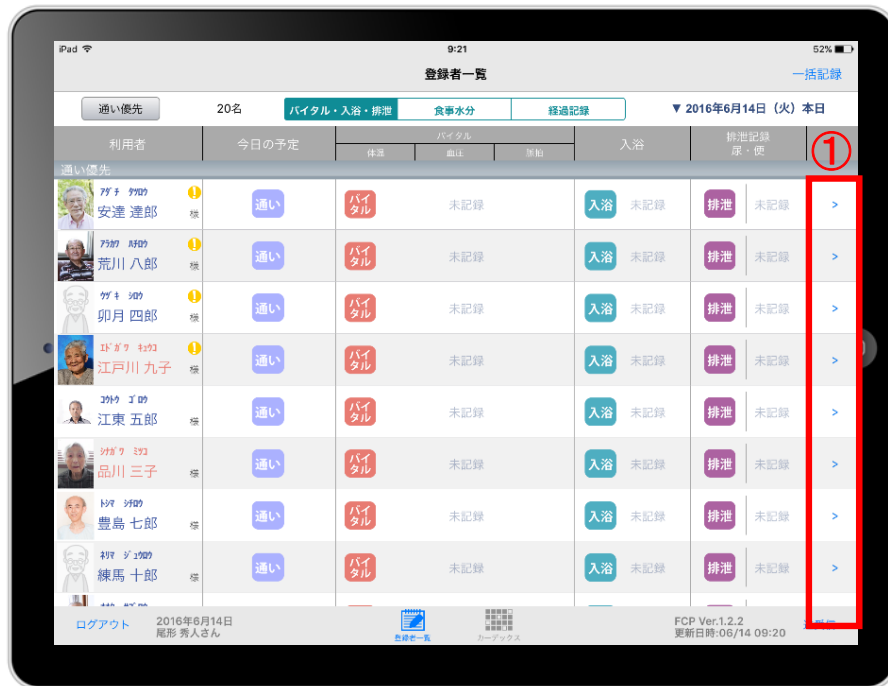 iPad 9:21 52%
登録者一覧 一括記録
通い優先 20名 バイタル・入浴・排泄 食事水分 経過記録 ▼ 2016年6月14日（火）本日
利用者 今日の予定 バイタル 入浴 排泄記録
体温 血圧 脈拍 尿・便
①
通い優先
アダチ タツロウ
安達 達郎 様 通い バイタル 未記録 入浴 未記録 排泄 未記録 >
アラカワ ハチロウ
荒川 八郎 様 通い バイタル 未記録 入浴 未記録 排泄 未記録 >
ウヅキ シロウ
卯月 四郎 様 通い バイタル 未記録 入浴 未記録 排泄 未記録 >
エドガワ キュウコ
江戸川 九子 様 通い バイタル 未記録 入浴 未記録 排泄 未記録 >
コウトウ ゴロウ
江東 五郎 様 通い バイタル 未記録 入浴 未記録 排泄 未記録 >
シナガワ ミツコ
品川 三子 様 通い バイタル 未記録 入浴 未記録 排泄 未記録 >
トシマ シチロウ
豊島 七郎 様 通い バイタル 未記録 入浴 未記録 排泄 未記録 >
ネリマ ジュウロウ
練馬 十郎 様 通い バイタル 未記録 入浴 未記録 排泄 未記録 >
ログアウト 2016年6月14日 FCP Ver.1.2.2
尾形 秀人さん 登録者一覧 カーデックス 更新日時:06/14 09:20